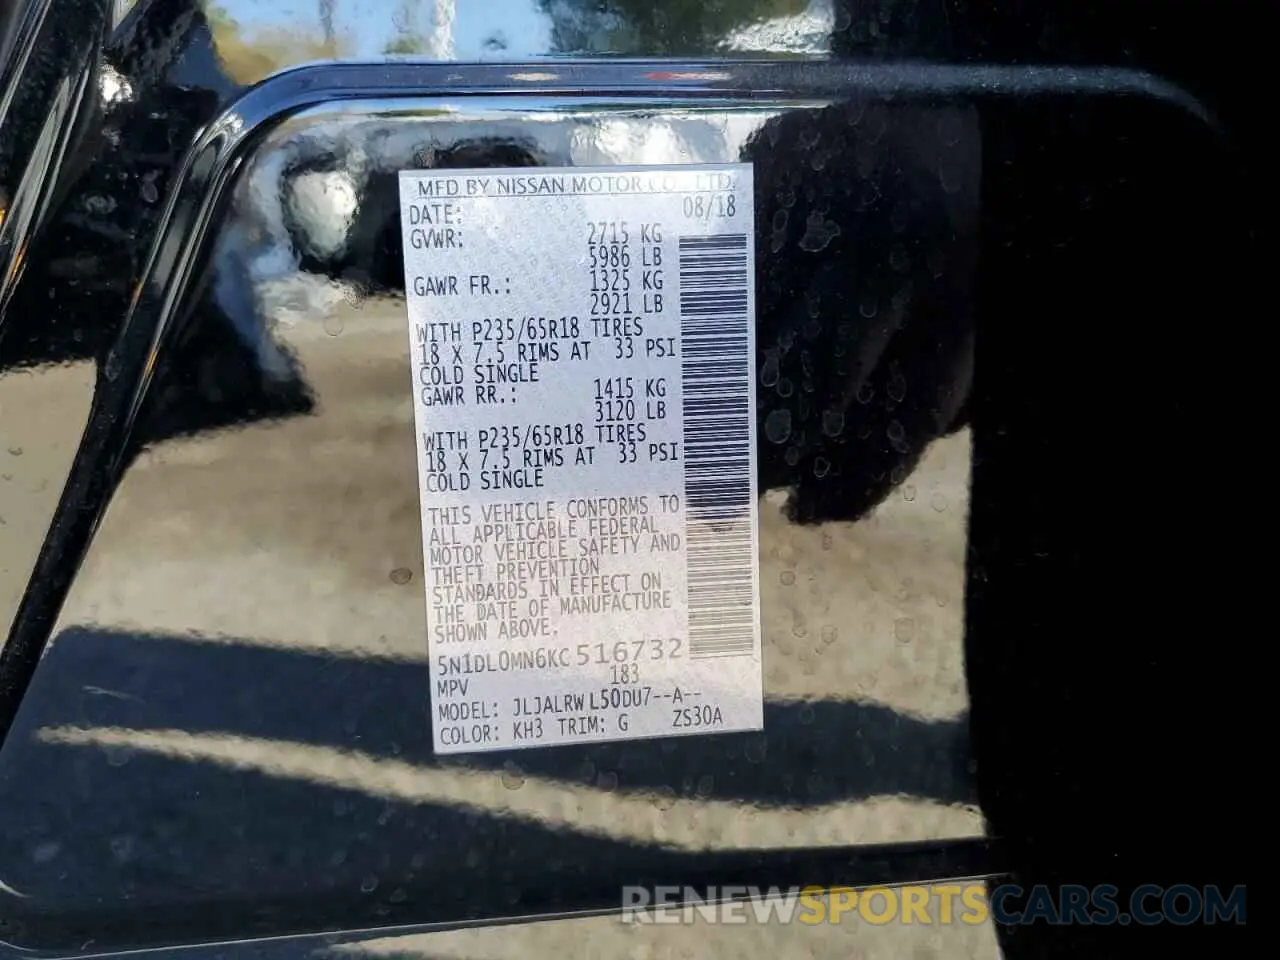 MFD BY NISSAN MOTOR CO., LTD.
DATE: 08/18
GVWR: 2715 KG
5986 LB
GAWR FR.: 1325 KG
2921 LB
WITH P235/65R18 TIRES
18 X 7.5 RIMS AT 33 PSI
COLD SINGLE
GAWR RR.: 1415 KG
3120 LB
WITH P235/65R18 TIRES
18 X 7.5 RIMS AT 33 PSI
COLD SINGLE
THIS VEHICLE CONFORMS TO
ALL APPLICABLE FEDERAL
MOTOR VEHICLE SAFETY AND
THEFT PREVENTION
STANDARDS IN EFFECT ON
THE DATE OF MANUFACTURE
SHOWN ABOVE.
5N1DL0MN6KC516732
MPV 183
MODEL: JLJALRWL50DU7--A--
COLOR: KH3 TRIM: G ZS30A
RENEWSPORTSCARS.COM